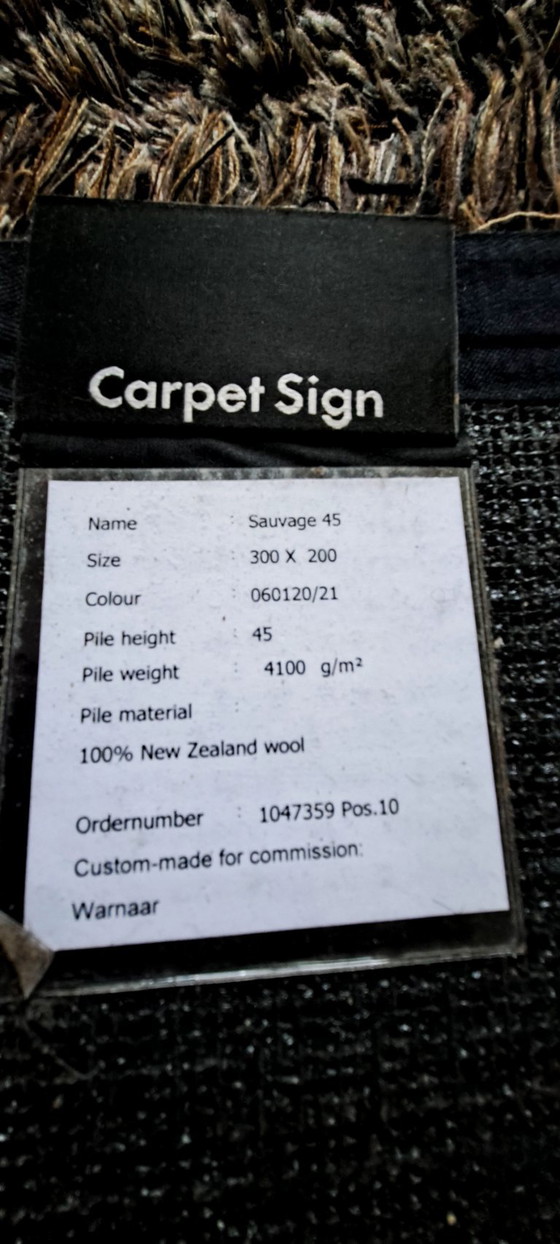 Carpet Sign
Name : Sauvage 45
Size : 300 X 200
Colour : 060120/21
Pile height : 45
Pile weight : 4100 g/m²
Pile material :
100% New Zealand wool
Ordernumber : 1047359 Pos.10
Custom-made for commission:
Warnaar